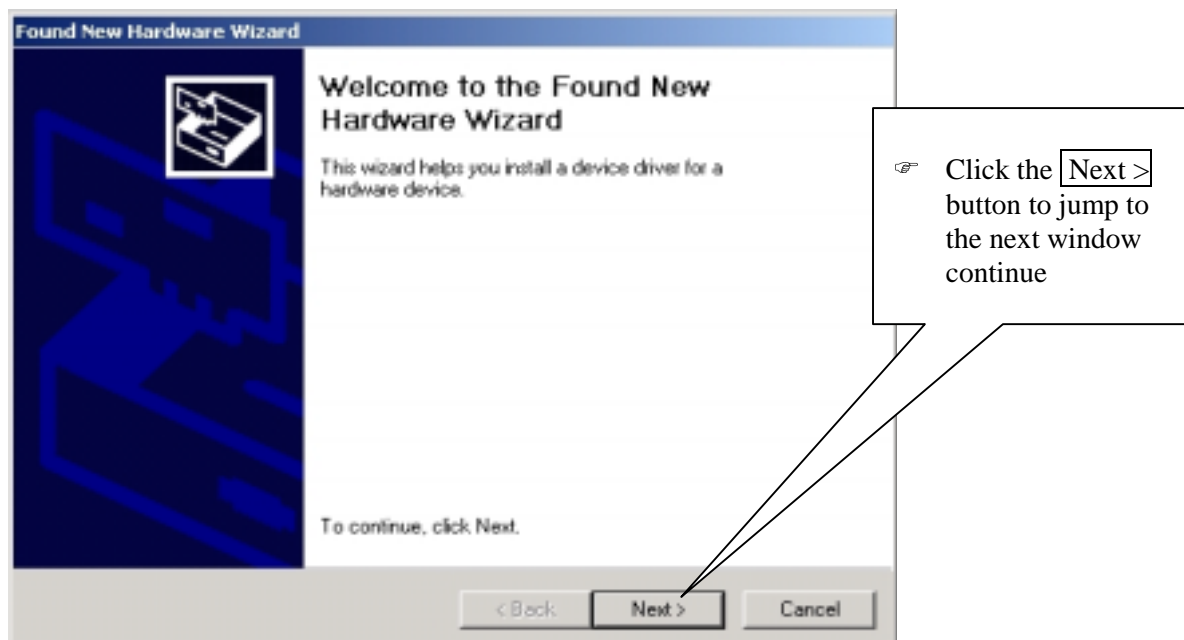 Found New Hardware Wizard
Welcome to the Found New
Hardware Wizard
This wizard helps you install a device driver for a
hardware device.
To continue, click Next.
< Back
Next >
Cancel
☞ Click the Next >
button to jump to
the next window
continue